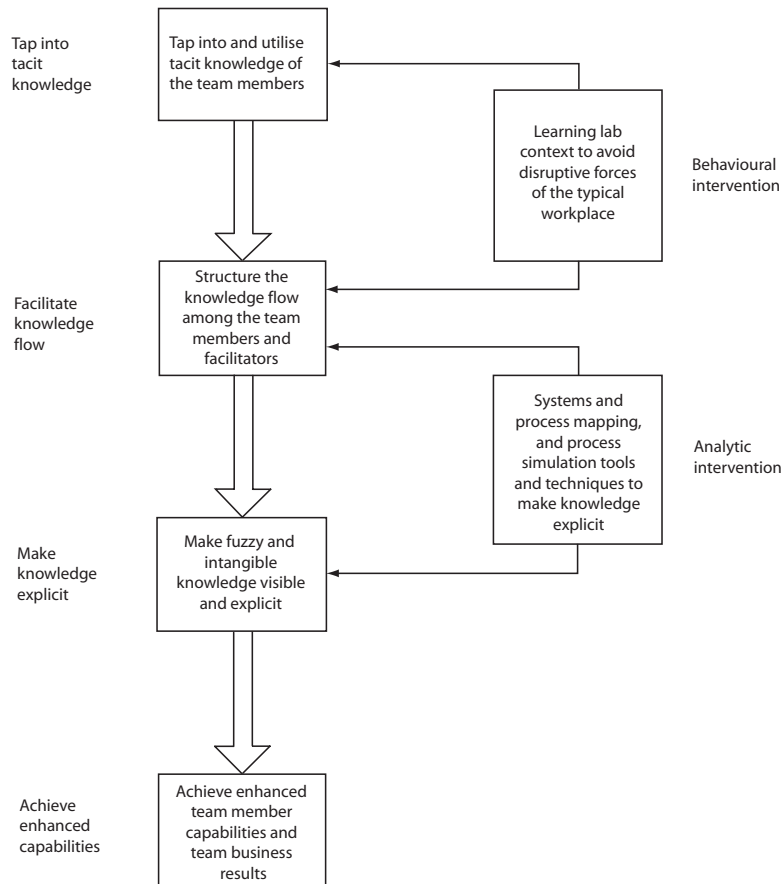 Tap into
tacit
knowledge
Tap into and utilise
tacit knowledge of
the team members
Learning lab
context to avoid
disruptive forces
of the typical
workplace
Behavioural
intervention
Facilitate
knowledge
flow
Structure the
knowledge flow
among the team
members and
facilitators
Systems and
process mapping,
and process
simulation tools
and techniques to
make knowledge
explicit
Analytic
intervention
Make
knowledge
explicit
Make fuzzy and
intangible
knowledge visible
and explicit
Achieve
enhanced
capabilities
Achieve enhanced
team member
capabilities and
team business
results